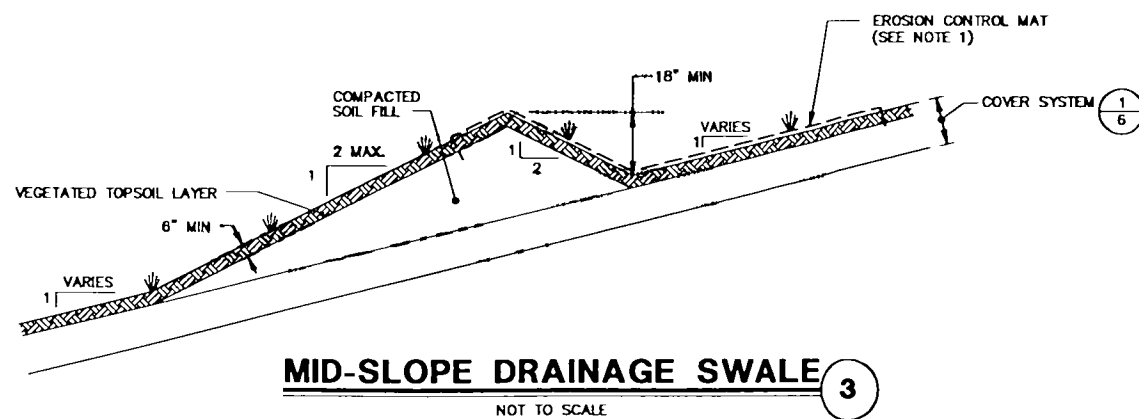 EROSION CONTROL MAT
(SEE NOTE 1)
18" MIN
COMPACTED
SOIL FILL
COVER SYSTEM
1
6
VARIES
1
2 MAX.
1
1
2
VEGETATED TOPSOIL LAYER
6" MIN
VARIES
1
MID-SLOPE DRAINAGE SWALE
3
NOT TO SCALE